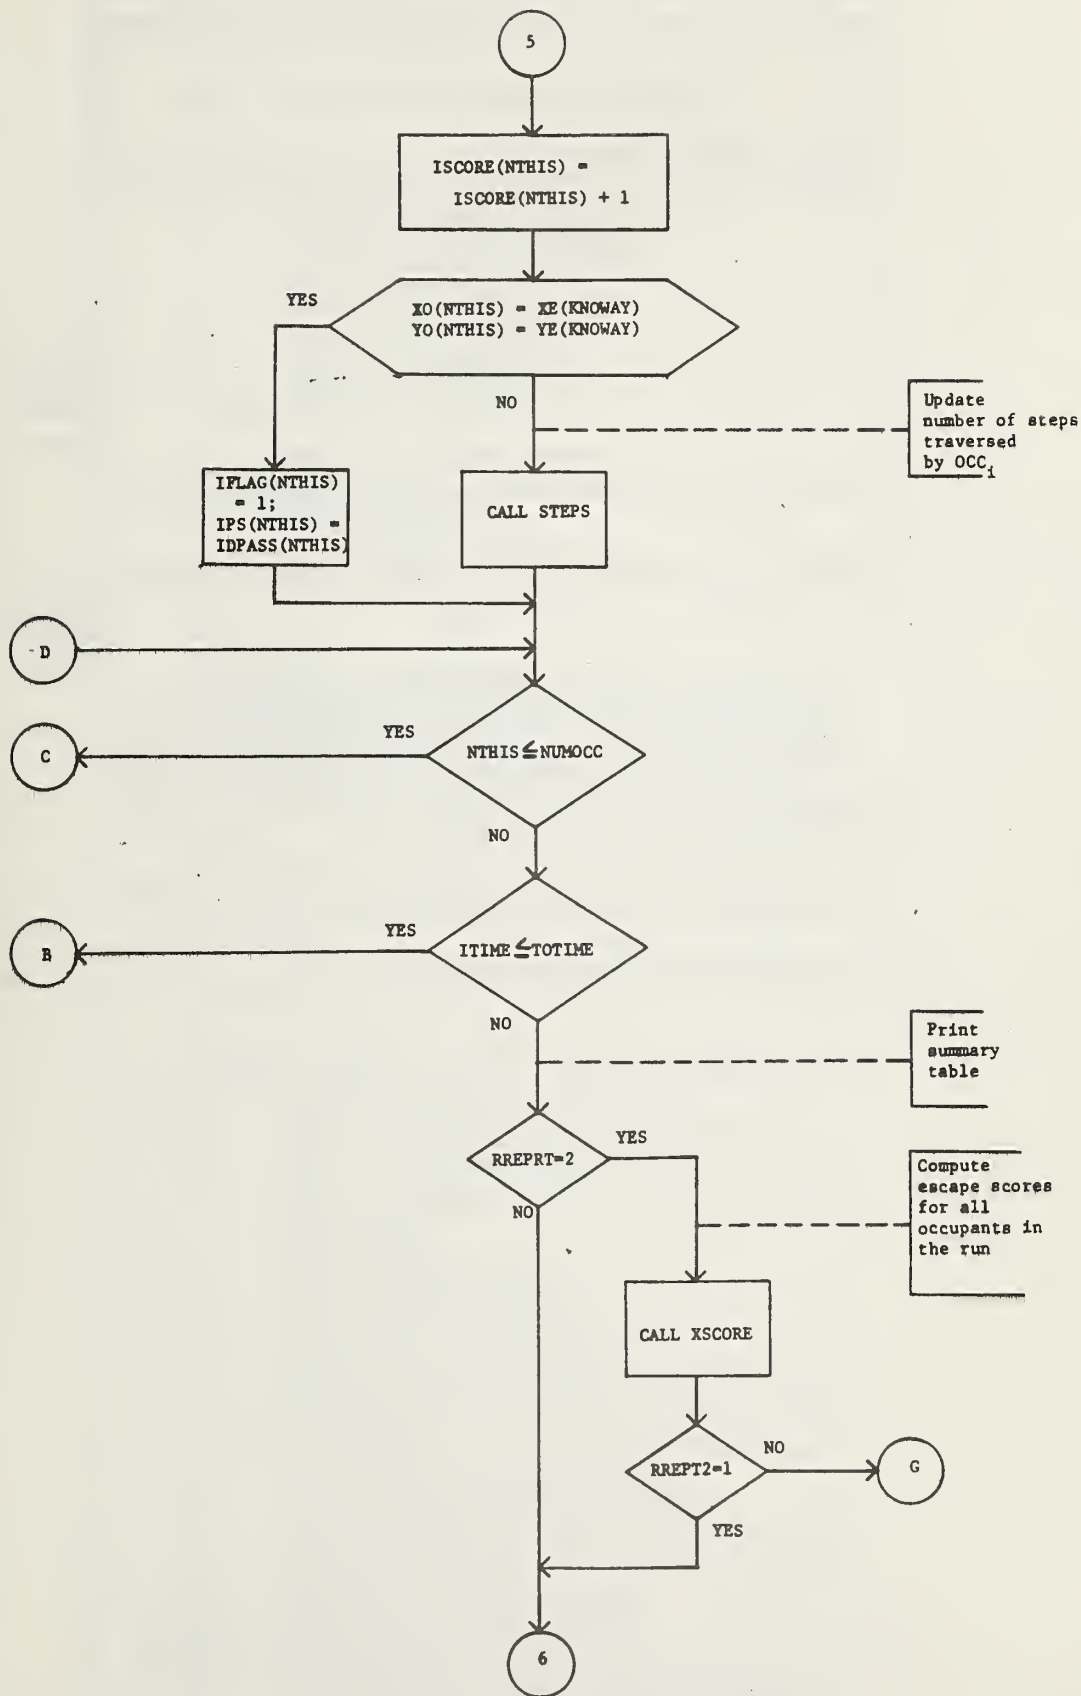 5
ISCORE(NTHIS) =
ISCORE(NTHIS) + 1
YES
XO(NTHIS) = XE(KNOWAY)
YO(NTHIS) = YE(KNOWAY)
NO
Update
number of steps
traversed
by OCCi
IFLAG(NTHIS)
= 1;
IPS(NTHIS) =
IDPASS(NTHIS)
CALL STEPS
D
YES
C
NTHIS≤NUMOCC
NO
YES
B
ITIME≤TOTIME
NO
Print
summary
table
RREPRT=2
YES
NO
Compute
escape scores
for all
occupants in
the run
CALL XSCORE
RREPT2=1
NO
G
YES
6